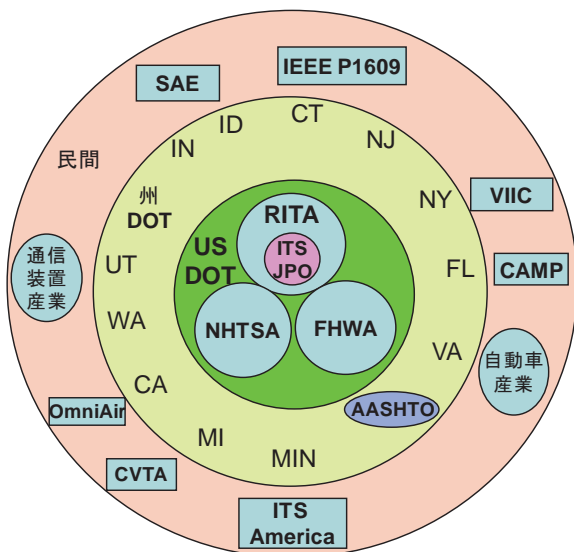 IEEE P1609
SAE
CT
ID
NJ
IN
民間
州
DOT
NY
VIIC
RITA
US
DOT
ITS
JPO
通信
装置
産業
UT
FL
CAMP
WA
NHTSA
FHWA
VA
自動車
産業
CA
OmniAir
AASHTO
MI
MIN
CVTA
ITS
America